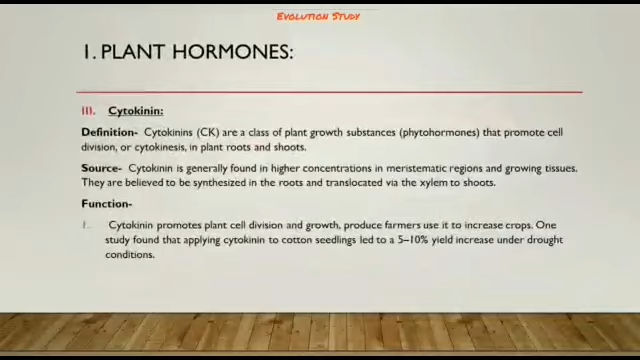 Evolution Study
1. PLANT HORMONES:
III. Cytokinin:
Definition- Cytokinins (CK) are a class of plant growth substances (phytohormones) that promote cell
division, or cytokinesis, in plant roots and shoots.
Source- Cytokinin is generally found in higher concentrations in meristematic regions and growing tissues.
They are believed to be synthesized in the roots and translocated via the xylem to shoots.
Function-
1. Cytokinin promotes plant cell division and growth, produce farmers use it to increase crops. One
study found that applying cytokinin to cotton seedlings led to a 5–10% yield increase under drought
conditions.